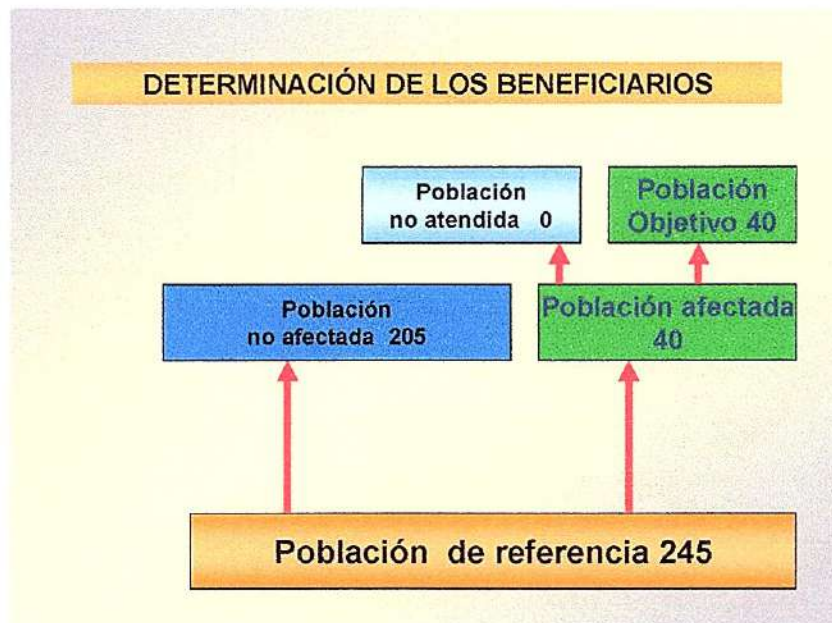 DETERMINACIÓN DE LOS BENEFICIARIOS
Población
no atendida 0
Población
Objetivo 40
Población
no afectada 205
Población afectada
40
Población de referencia 245